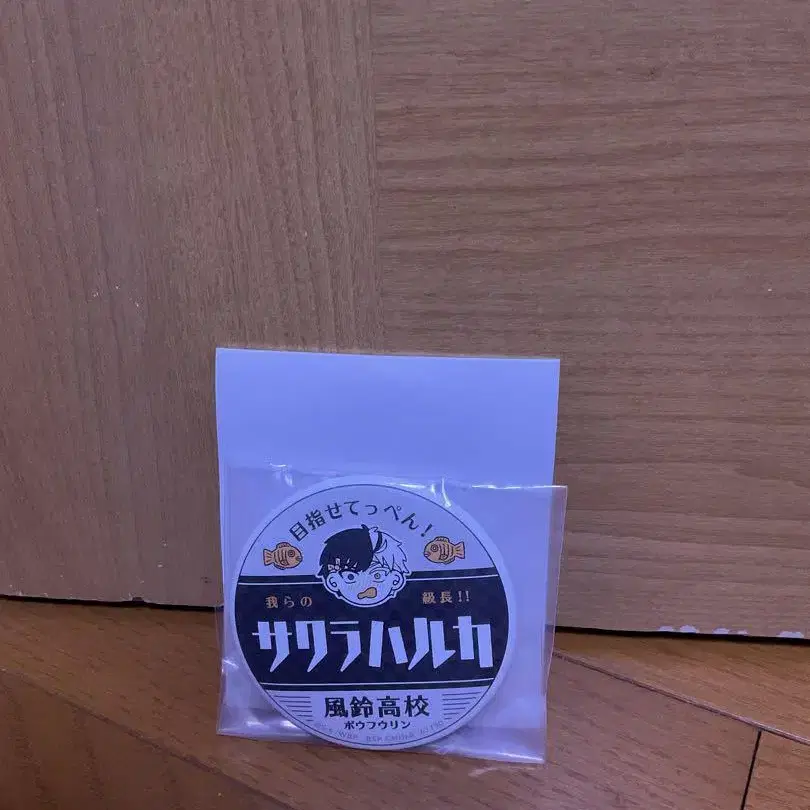 目指せてっぺん!
我らの 級長!!
サクラハルカ
風鈴高校
ボウフウリン